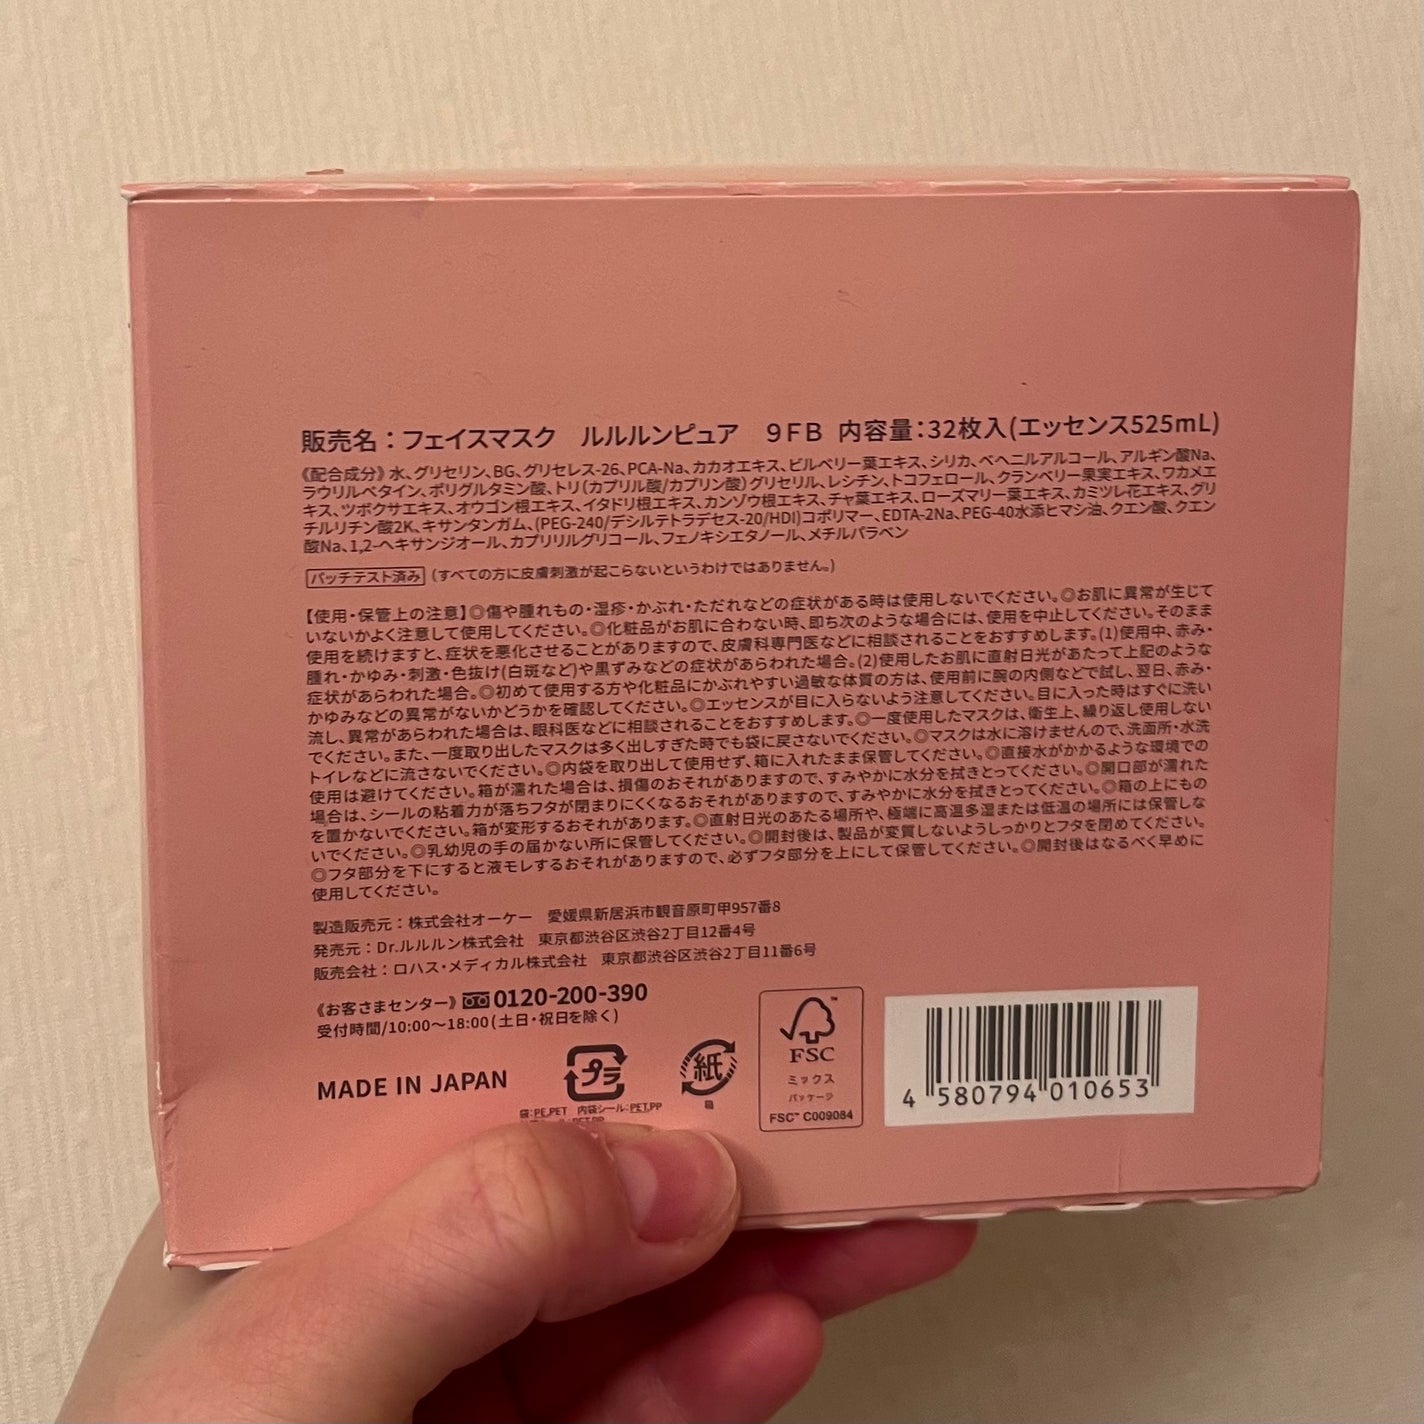 販売名：フェイスマスク　ルルルンピュア　9FB 内容量：32枚入(エッセンス525mL)
《配合成分》水、グリセリン、BG、グリセレス-26、PCA-Na、カカオエキス、ビルベリー葉エキス、シリカ、ベヘニルアルコール、アルギン酸Na、
ラウリルベタイン、ポリグルタミン酸、トリ(カプリル酸/カプリン酸)グリセリル、レシチン、トコフェロール、クランベリー果実エキス、ワカメエ
キス、ツボクサエキス、オウゴン根エキス、イタドリ根エキス、カンゾウ根エキス、チャ葉エキス、ローズマリー葉エキス、カミツレ花エキス、グリ
チルリチン酸2K、キサンタンガム、(PEG-240/デシルテトラデセス-20/HDI)コポリマー、EDTA-2Na、PEG-40水添ヒマシ油、クエン酸、クエン
酸Na、1,2-ヘキサンジオール、カプリリルグリコール、フェノキシエタノール、メチルパラベン
パッチテスト済み (すべての方に皮膚刺激が起こらないというわけではありません。)
【使用・保管上の注意】◎傷や腫れもの・湿疹・かぶれ・ただれなどの症状がある時は使用しないでください。◎お肌に異常が生じて
いないかよく注意して使用してください。◎化粧品がお肌に合わない時、即ち次のような場合には、使用を中止してください。そのまま
使用を続けますと、症状を悪化させることがありますので、皮膚科専門医などに相談されることをおすすめします。(1)使用中、赤み・
腫れ・かゆみ・刺激・色抜け(白斑など)や黒ずみなどの症状があらわれた場合。(2)使用したお肌に直射日光があたって上記のような
症状があらわれた場合。◎初めて使用する方や化粧品にかぶれやすい過敏な体質の方は、使用前に腕の内側などで試し、翌日、赤み・
かゆみなどの異常がないかどうかを確認してください。◎エッセンスが目に入らないよう注意してください。目に入った時はすぐに洗い
流し、異常があらわれた場合は、眼科医などに相談されることをおすすめします。◎一度使用したマスクは、衛生上、繰り返し使用しない
でください。また、一度取り出したマスクは多く出しすぎた時でも袋に戻さないでください。◎マスクは水に溶けませんので、洗面所・水洗
トイレなどに流さないでください。◎内袋を取り出して使用せず、箱に入れたまま保管してください。◎直接水がかかるような環境での
使用は避けてください。箱が濡れた場合は、損傷のおそれがありますので、すみやかに水分を拭きとってください。◎開口部が濡れた
場合は、シールの粘着力が落ちフタが閉まりにくくなるおそれがありますので、すみやかに水分を拭きとってください。◎箱の上にもの
を置かないでください。箱が変形するおそれがあります。◎直射日光のあたる場所や、極端に高温多湿または低温の場所には保管しな
いでください。◎乳幼児の手の届かない所に保管してください。◎開封後は、製品が変質しないようしっかりとフタを閉めてください。
◎フタ部分を下にすると液モレするおそれがありますので、必ずフタ部分を上にして保管してください。◎開封後はなるべく早めに
使用してください。
製造販売元：株式会社オーケー　愛媛県新居浜市観音原町甲957番8
発売元：Dr.ルルルン株式会社　東京都渋谷区渋谷2丁目12番4号
販売会社：ロハス・メディカル株式会社　東京都渋谷区渋谷2丁目11番6号
《お客さまセンター》 0120-200-390
受付時間/10:00～18:00(土日・祝日を除く)
MADE IN JAPAN
プラ
袋：PE,PET　内袋シール：PET,PP
紙
箱
FSC™
ミックス
パッケージ
FSC™ C009084
4 580794 010653